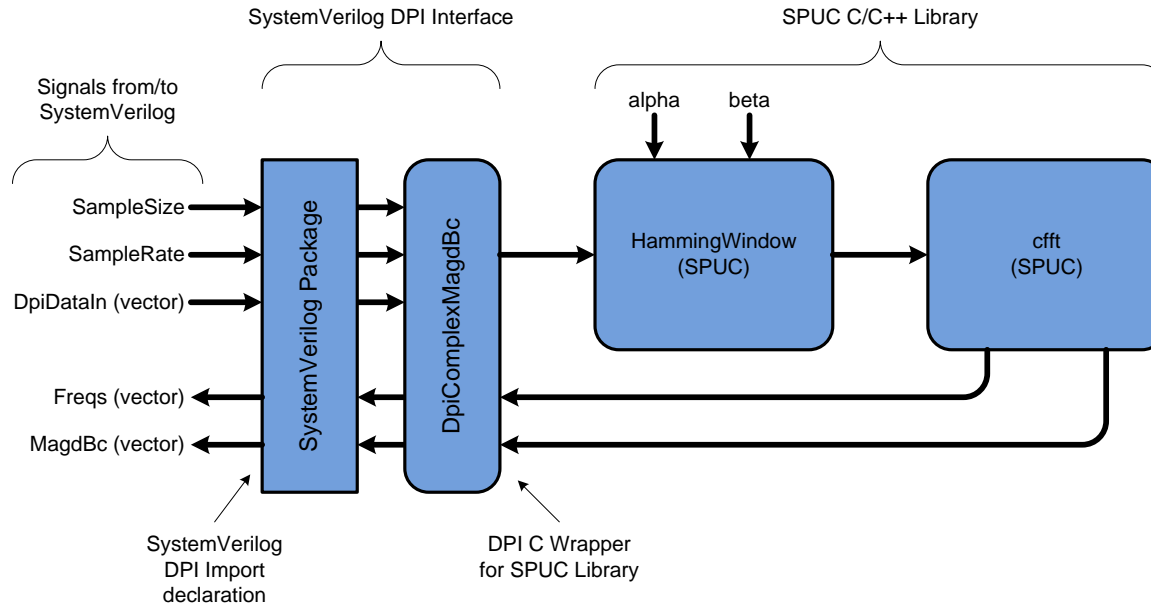 SystemVerilog DPI Interface
SPUC C/C++ Library
Signals from/to
SystemVerilog
alpha
beta
SampleSize
SampleRate
DpiDataIn (vector)
Freqs (vector)
MagdBc (vector)
SystemVerilog Package
DpiComplexMagdBc
HammingWindow
(SPUC)
cfft
(SPUC)
SystemVerilog
DPI Import
declaration
DPI C Wrapper
for SPUC Library